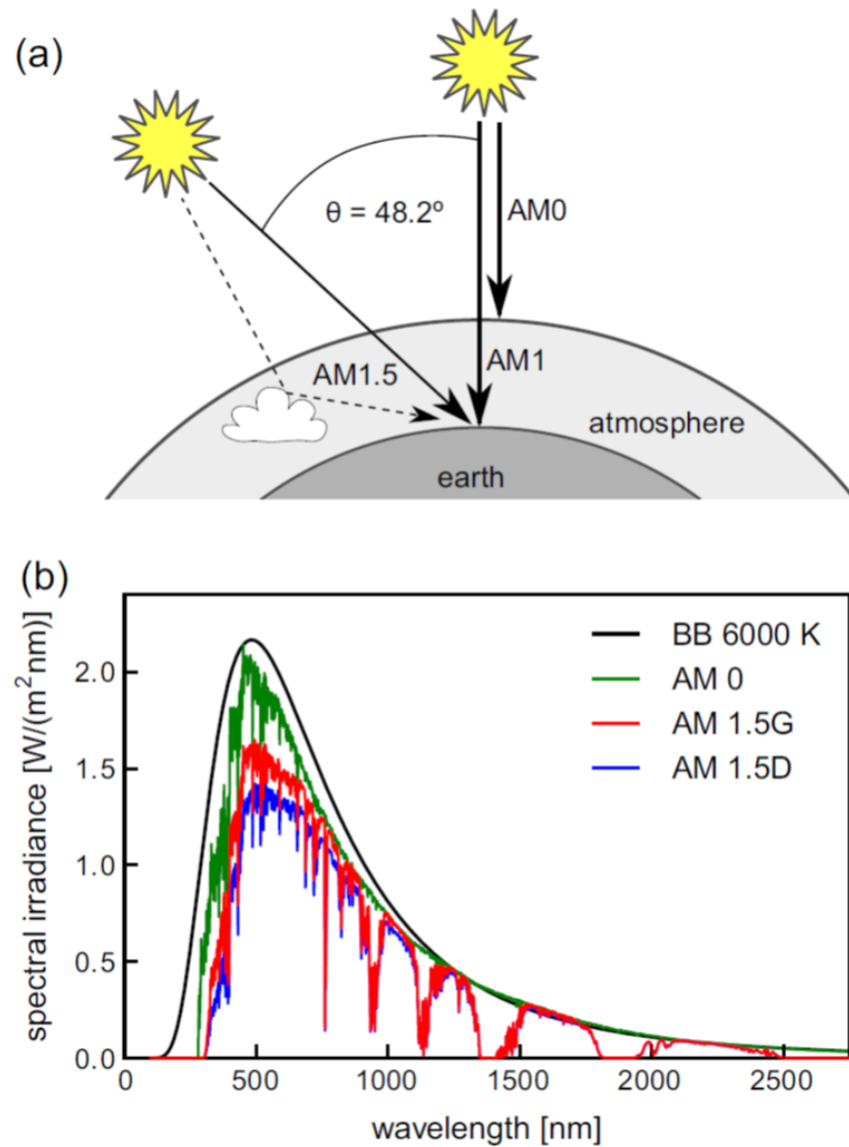 (a)
θ = 48.2º
AM0
AM1.5
AM1
atmosphere
earth
(b)
spectral irradiance [W/(m²nm)]
2.0
1.5
1.0
0.5
0.0
BB 6000 K
AM 0
AM 1.5G
AM 1.5D
0 500 1000 1500 2000 2500
wavelength [nm]